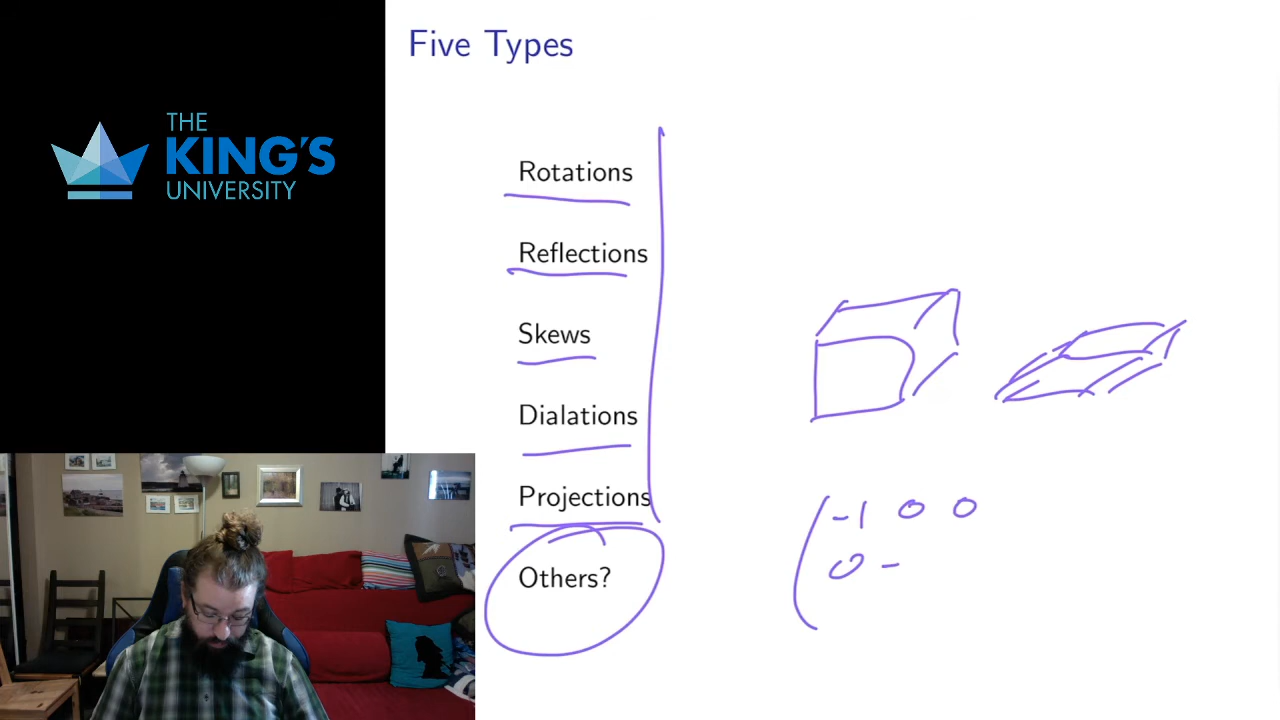 THE
KING'S
UNIVERSITY
Five Types
Rotations
Reflections
Skews
Dialations
Projections
Others?
-1 0 0
0 -